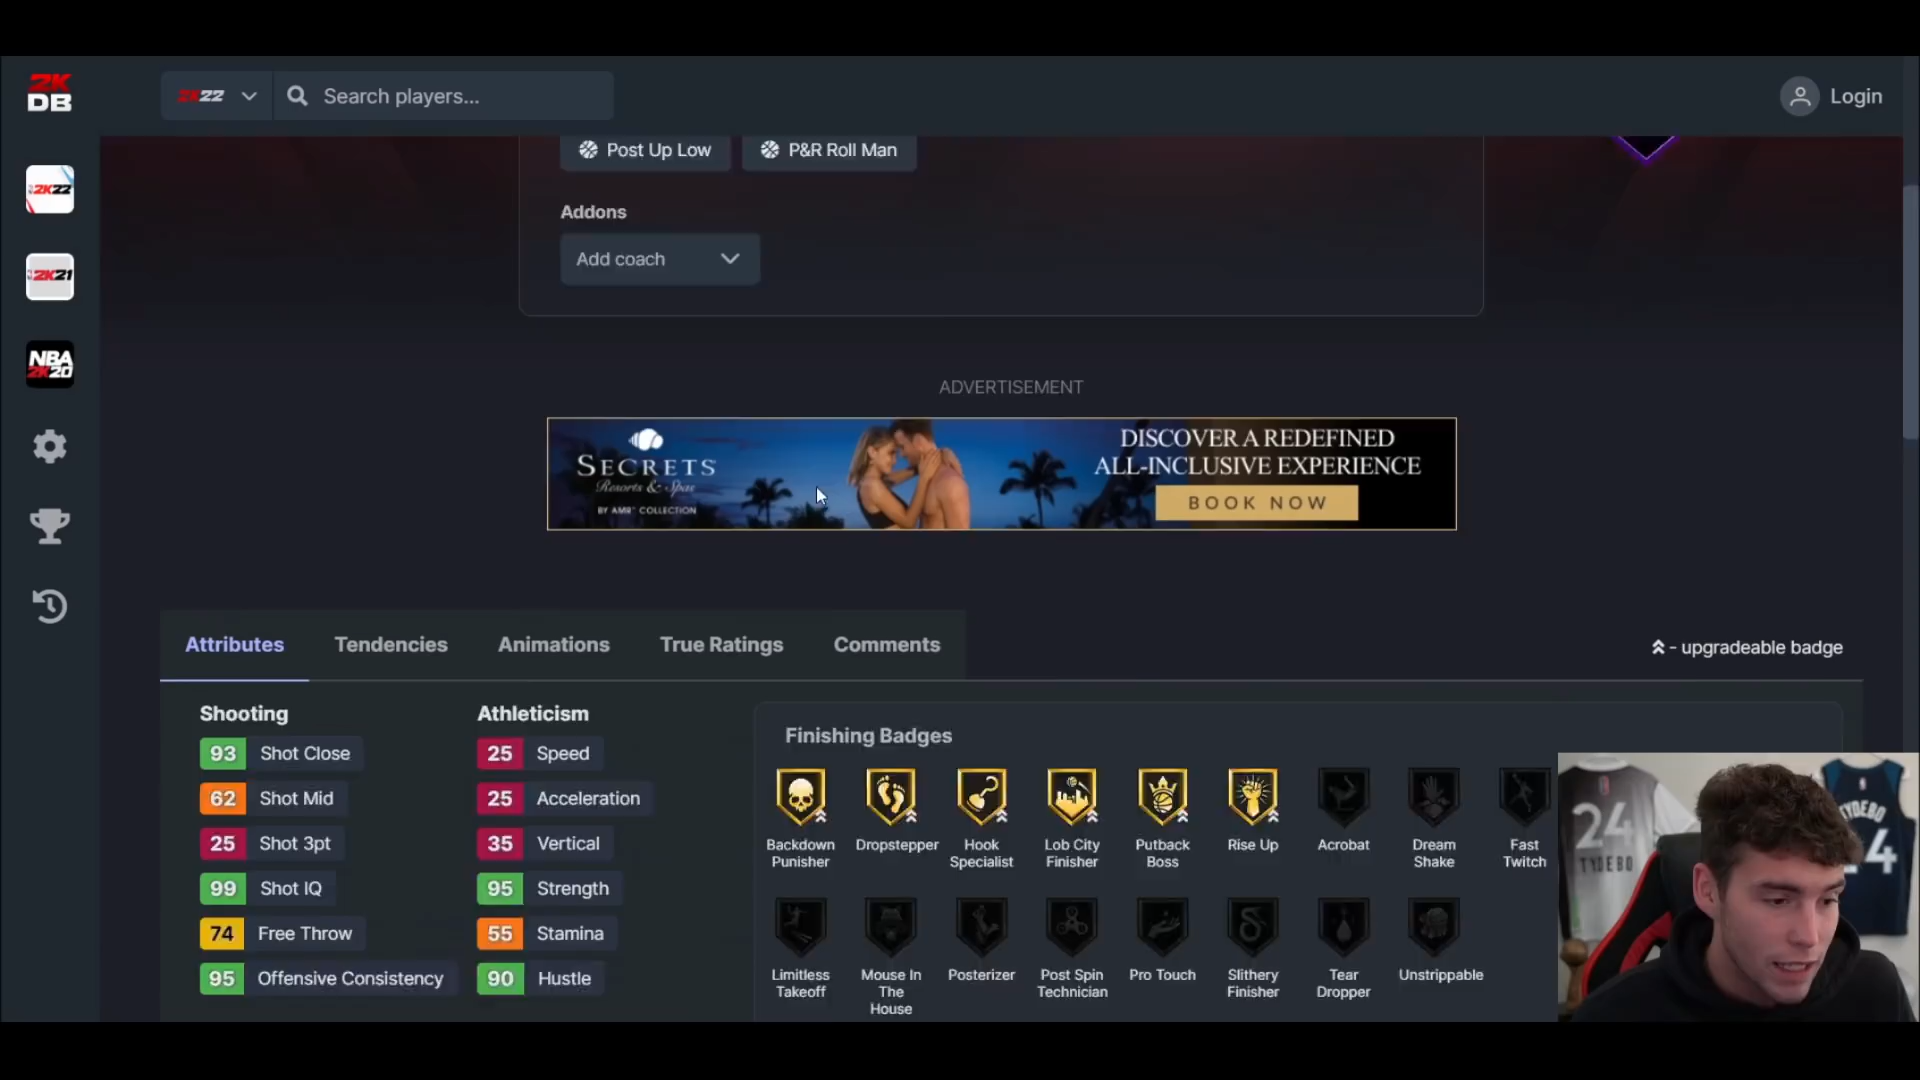 2K
DB
2K22
Search players...
Login
2K22
2K21
NBA
2K20
Post Up Low
P&R Roll Man
Addons
Add coach
ADVERTISEMENT
SECRETS
Resorts & Spas
BY AMR™ COLLECTION
DISCOVER A REDEFINED
ALL-INCLUSIVE EXPERIENCE
BOOK NOW
Attributes
Tendencies
Animations
True Ratings
Comments
- upgradeable badge
Shooting
93 Shot Close
62 Shot Mid
25 Shot 3pt
99 Shot IQ
74 Free Throw
95 Offensive Consistency
Athleticism
25 Speed
25 Acceleration
35 Vertical
95 Strength
55 Stamina
90 Hustle
Finishing Badges
Backdown
Punisher
Dropstepper
Hook
Specialist
Lob City
Finisher
Putback
Boss
Rise Up
Acrobat
Dream
Shake
Fast
Twitch
Limitless
Takeoff
Mouse In
The
House
Posterizer
Post Spin
Technician
Pro Touch
Slithery
Finisher
Tear
Dropper
Unstrippable
24
TYDEBO
TYDEBO
4